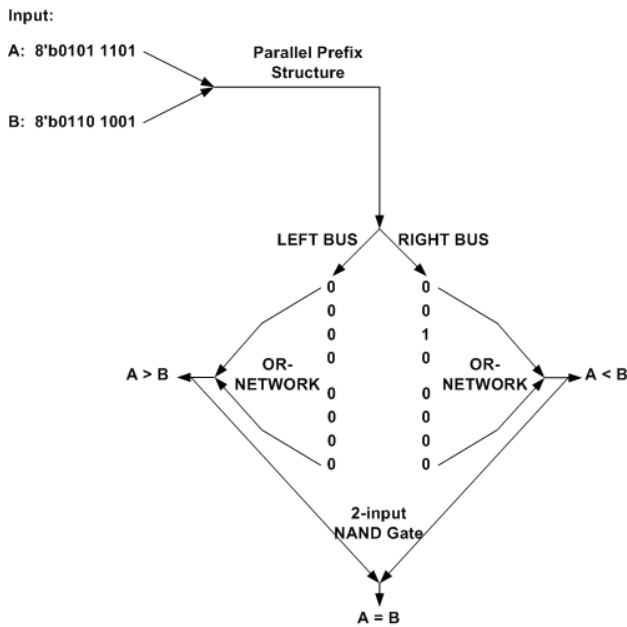 Input:
A: 8'b0101 1101
Parallel Prefix
Structure
B: 8'b0110 1001
LEFT BUS RIGHT BUS
0 0
0 0
0 1
0 0
A > B OR-NETWORK OR-NETWORK A < B
0 0
0 0
0 0
0 0
2-input
NAND Gate
A = B